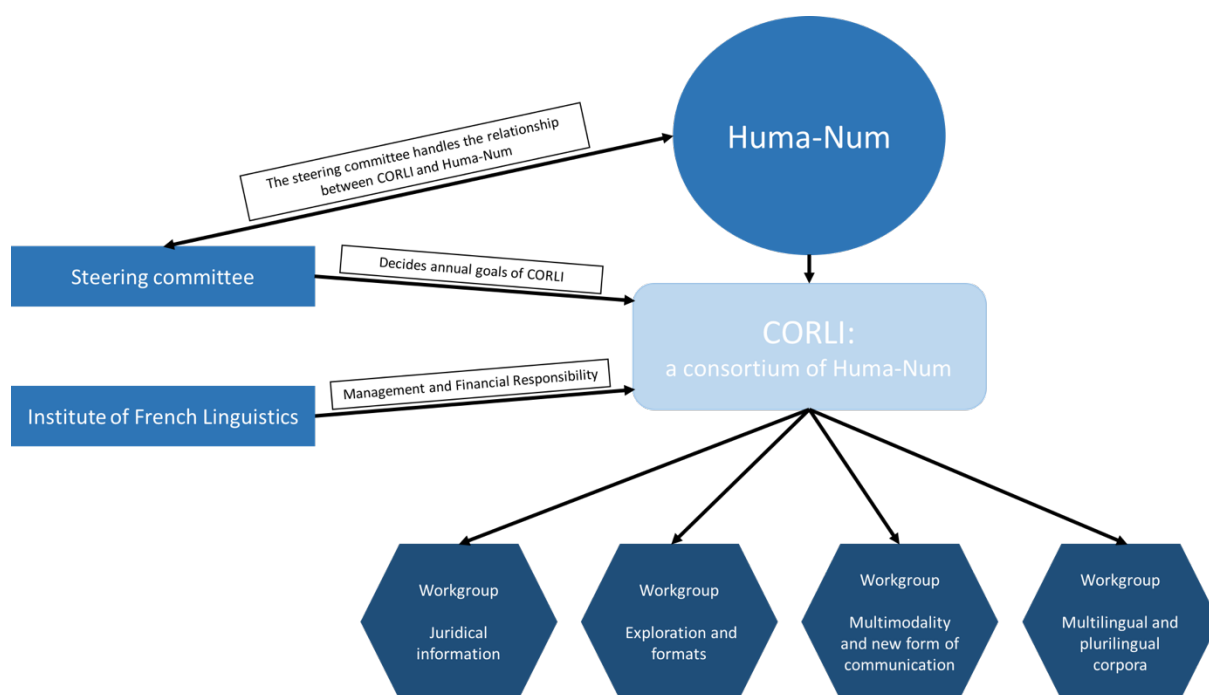 Huma-Num
The steering committee handles the relationship
between CORLI and Huma-Num
Steering committee
Decides annual goals of CORLI
CORLI:
a consortium of Huma-Num
Management and Financial Responsibility
Institute of French Linguistics
Workgroup
Juridical
information
Workgroup
Exploration and
formats
Workgroup
Multimodality
and new form of
communication
Workgroup
Multilingual and
plurilingual
corpora